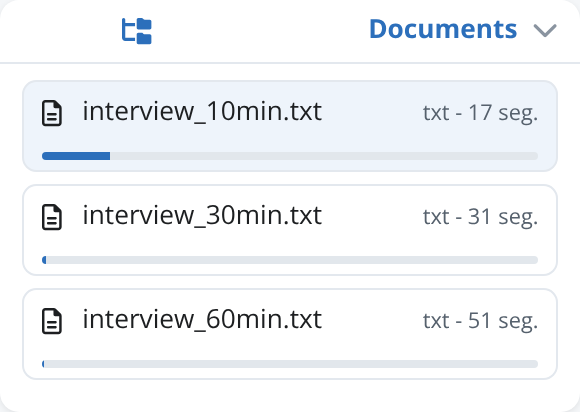 Documents
interview_10min.txt txt - 17 seg.
interview_30min.txt txt - 31 seg.
interview_60min.txt txt - 51 seg.